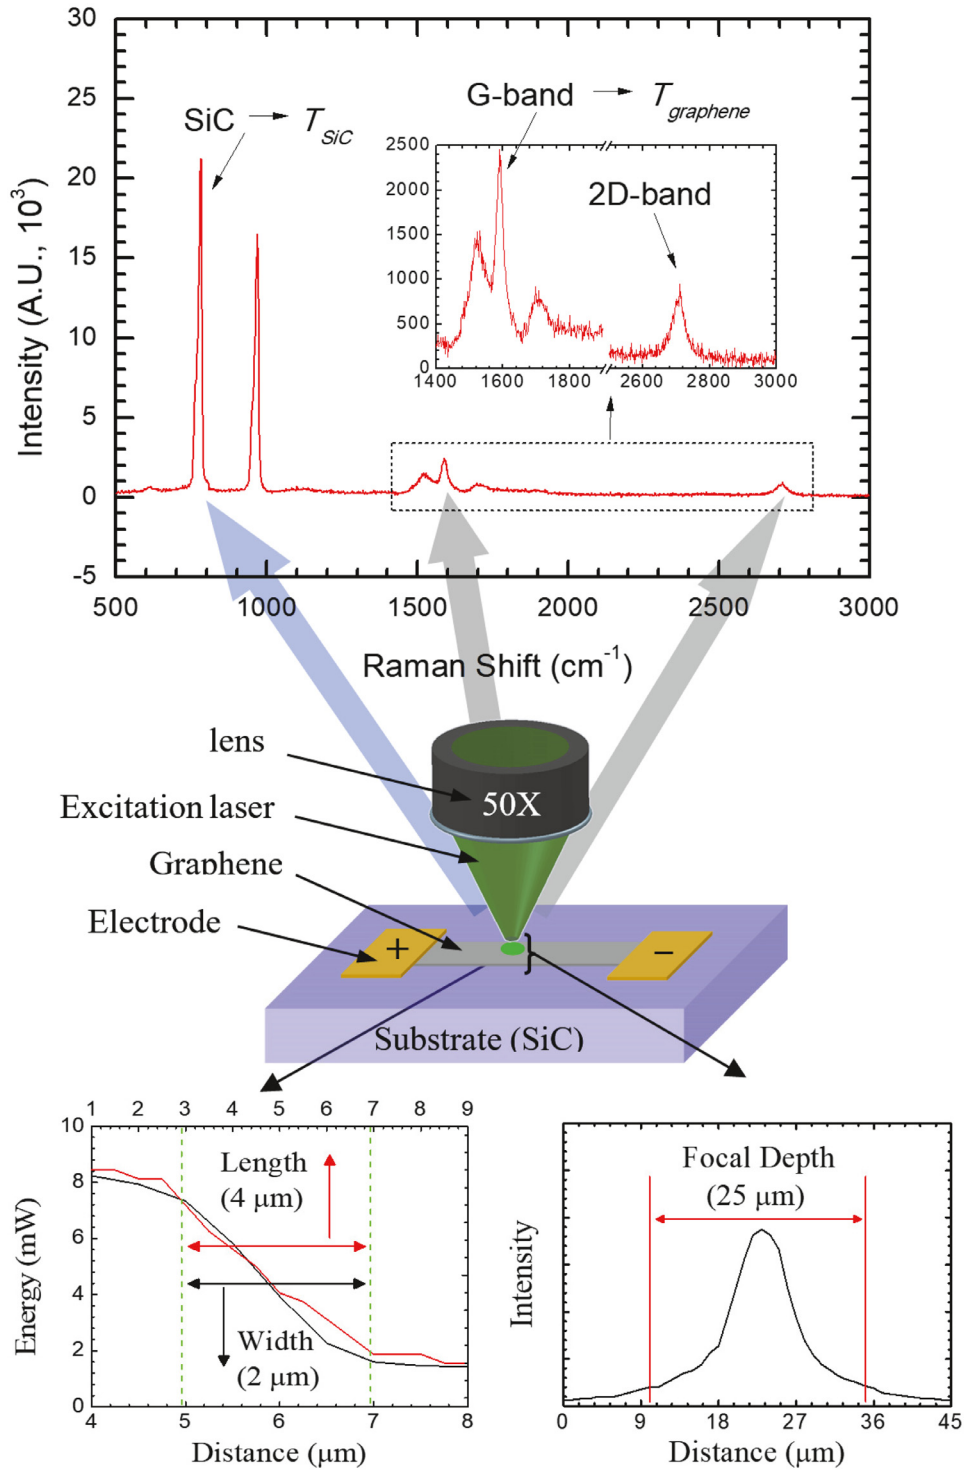 30
25
20
15
10
5
0
-5
Intensity (A.U., 10³)
SiC
T_SiC
G-band
T_graphene
2D-band
2500
2000
1500
1000
500
0
1400 1600 1800 2600 2800 3000
500 1000 1500 2000 2500 3000
Raman Shift (cm⁻¹)
lens
50X
Excitation laser
Graphene
Electrode
+
−
Substrate (SiC)
1 2 3 4 5 6 7 8 9
10
8
6
4
2
0
Energy (mW)
Length
(4 μm)
Width
(2 μm)
4 5 6 7 8
Distance (μm)
Focal Depth
(25 μm)
Intensity
0 9 18 27 36 45
Distance (μm)